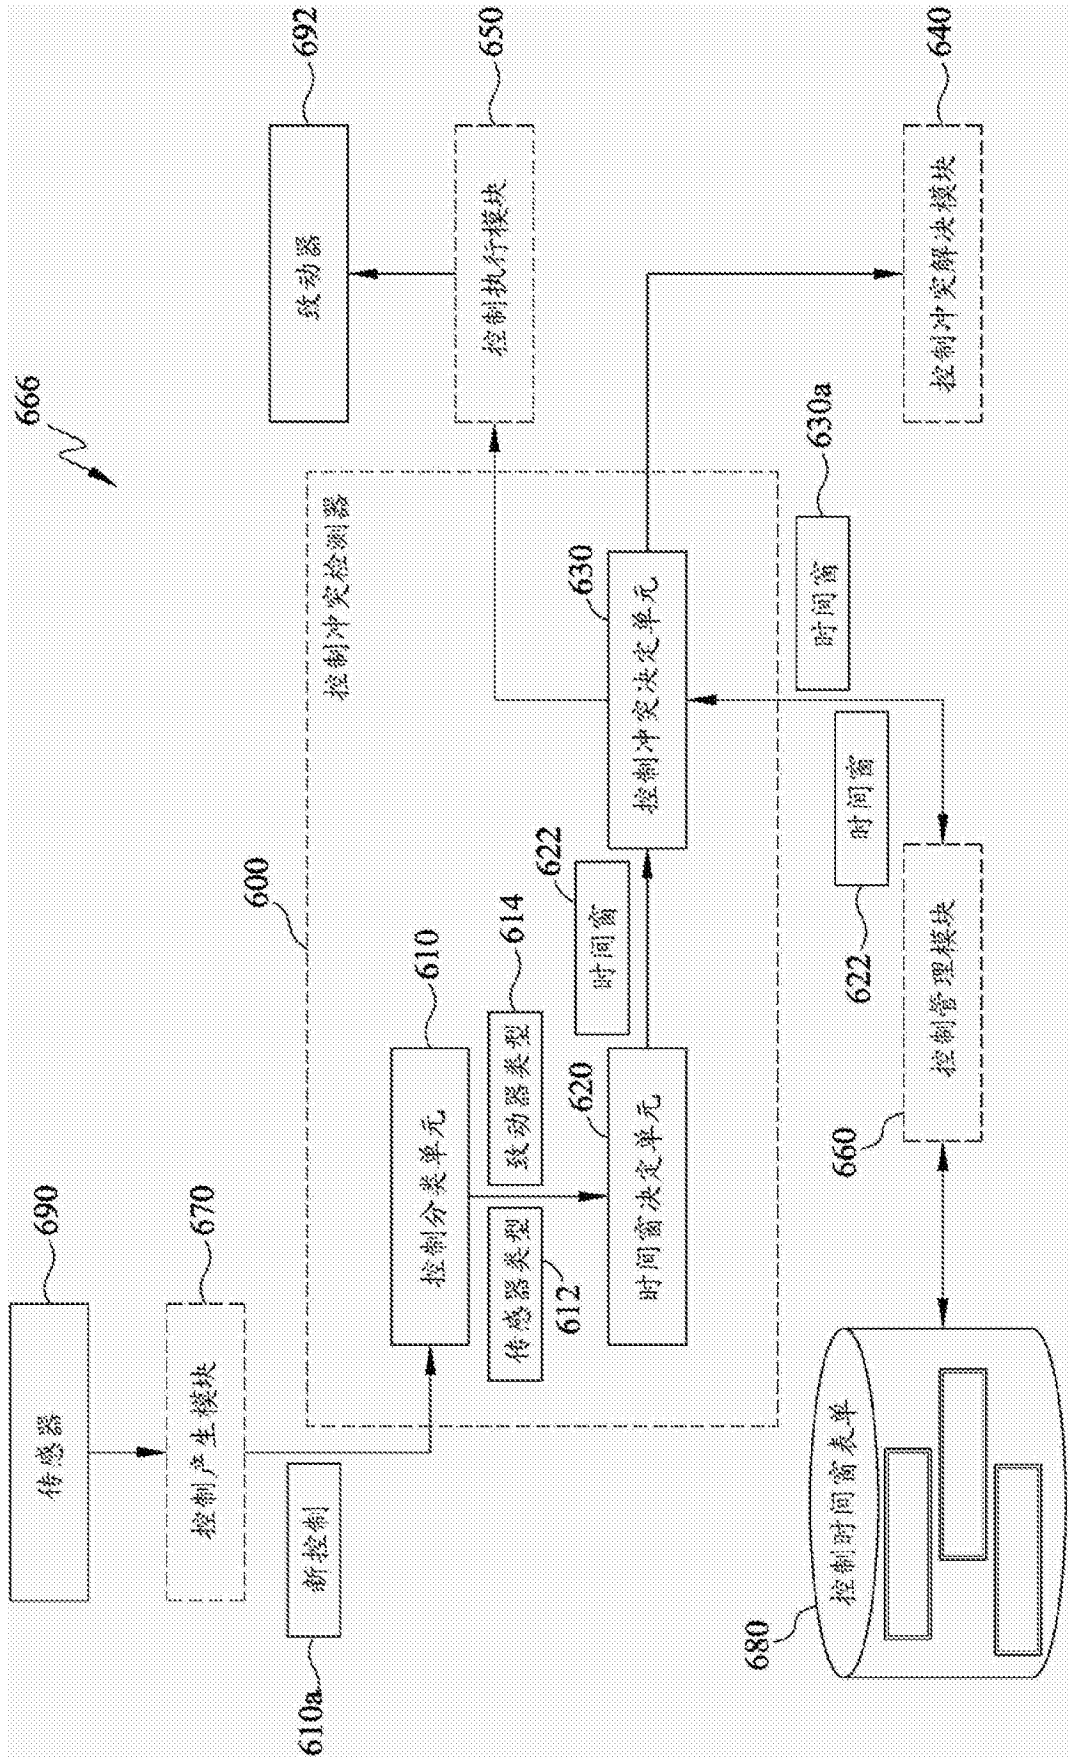 666
传感器
690
控制产生模块
670
新控制
610a
600
控制冲突检测器
控制分类单元
610
传感器类型
612
致动器类型
614
时间窗决定单元
620
时间窗
622
控制冲突决定单元
630
致动器
692
控制执行模块
650
控制冲突解决模块
640
时间窗
630a
时间窗
622
控制管理模块
660
控制时间窗表单
680